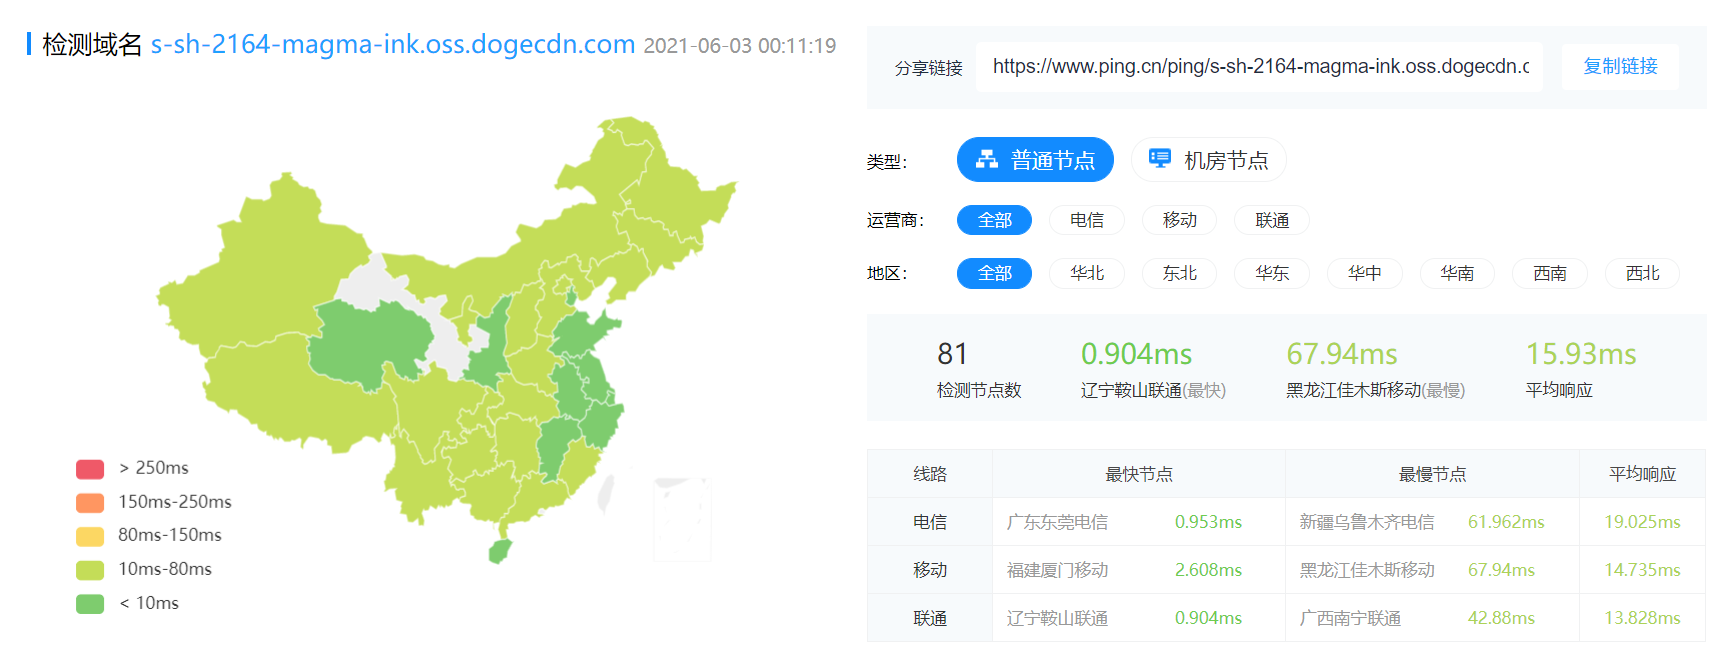 检测域名 s-sh-2164-magma-ink.oss.dogecdn.com 2021-06-03 00:11:19
> 250ms
150ms-250ms
80ms-150ms
10ms-80ms
< 10ms
分享链接 https://www.ping.cn/ping/s-sh-2164-magma-ink.oss.dogecdn.c 复制链接
类型: 普通节点 机房节点
运营商: 全部 电信 移动 联通
地区: 全部 华北 东北 华东 华中 华南 西南 西北
81 0.904ms 67.94ms 15.93ms
检测节点数 辽宁鞍山联通(最快) 黑龙江佳木斯移动(最慢) 平均响应
线路 最快节点 最慢节点 平均响应
电信 广东东莞电信 0.953ms 新疆乌鲁木齐电信 61.962ms 19.025ms
移动 福建厦门移动 2.608ms 黑龙江佳木斯移动 67.94ms 14.735ms
联通 辽宁鞍山联通 0.904ms 广西南宁联通 42.88ms 13.828ms